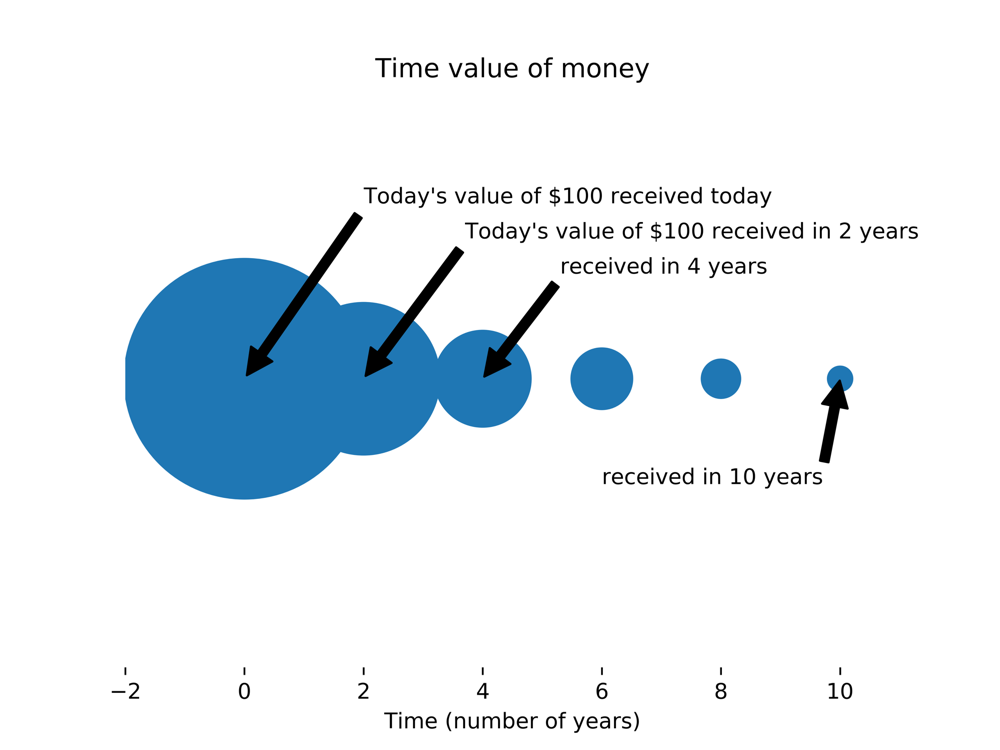 Time value of money
Today's value of $100 received today
Today's value of $100 received in 2 years
received in 4 years
received in 10 years
−2 0 2 4 6 8 10
Time (number of years)